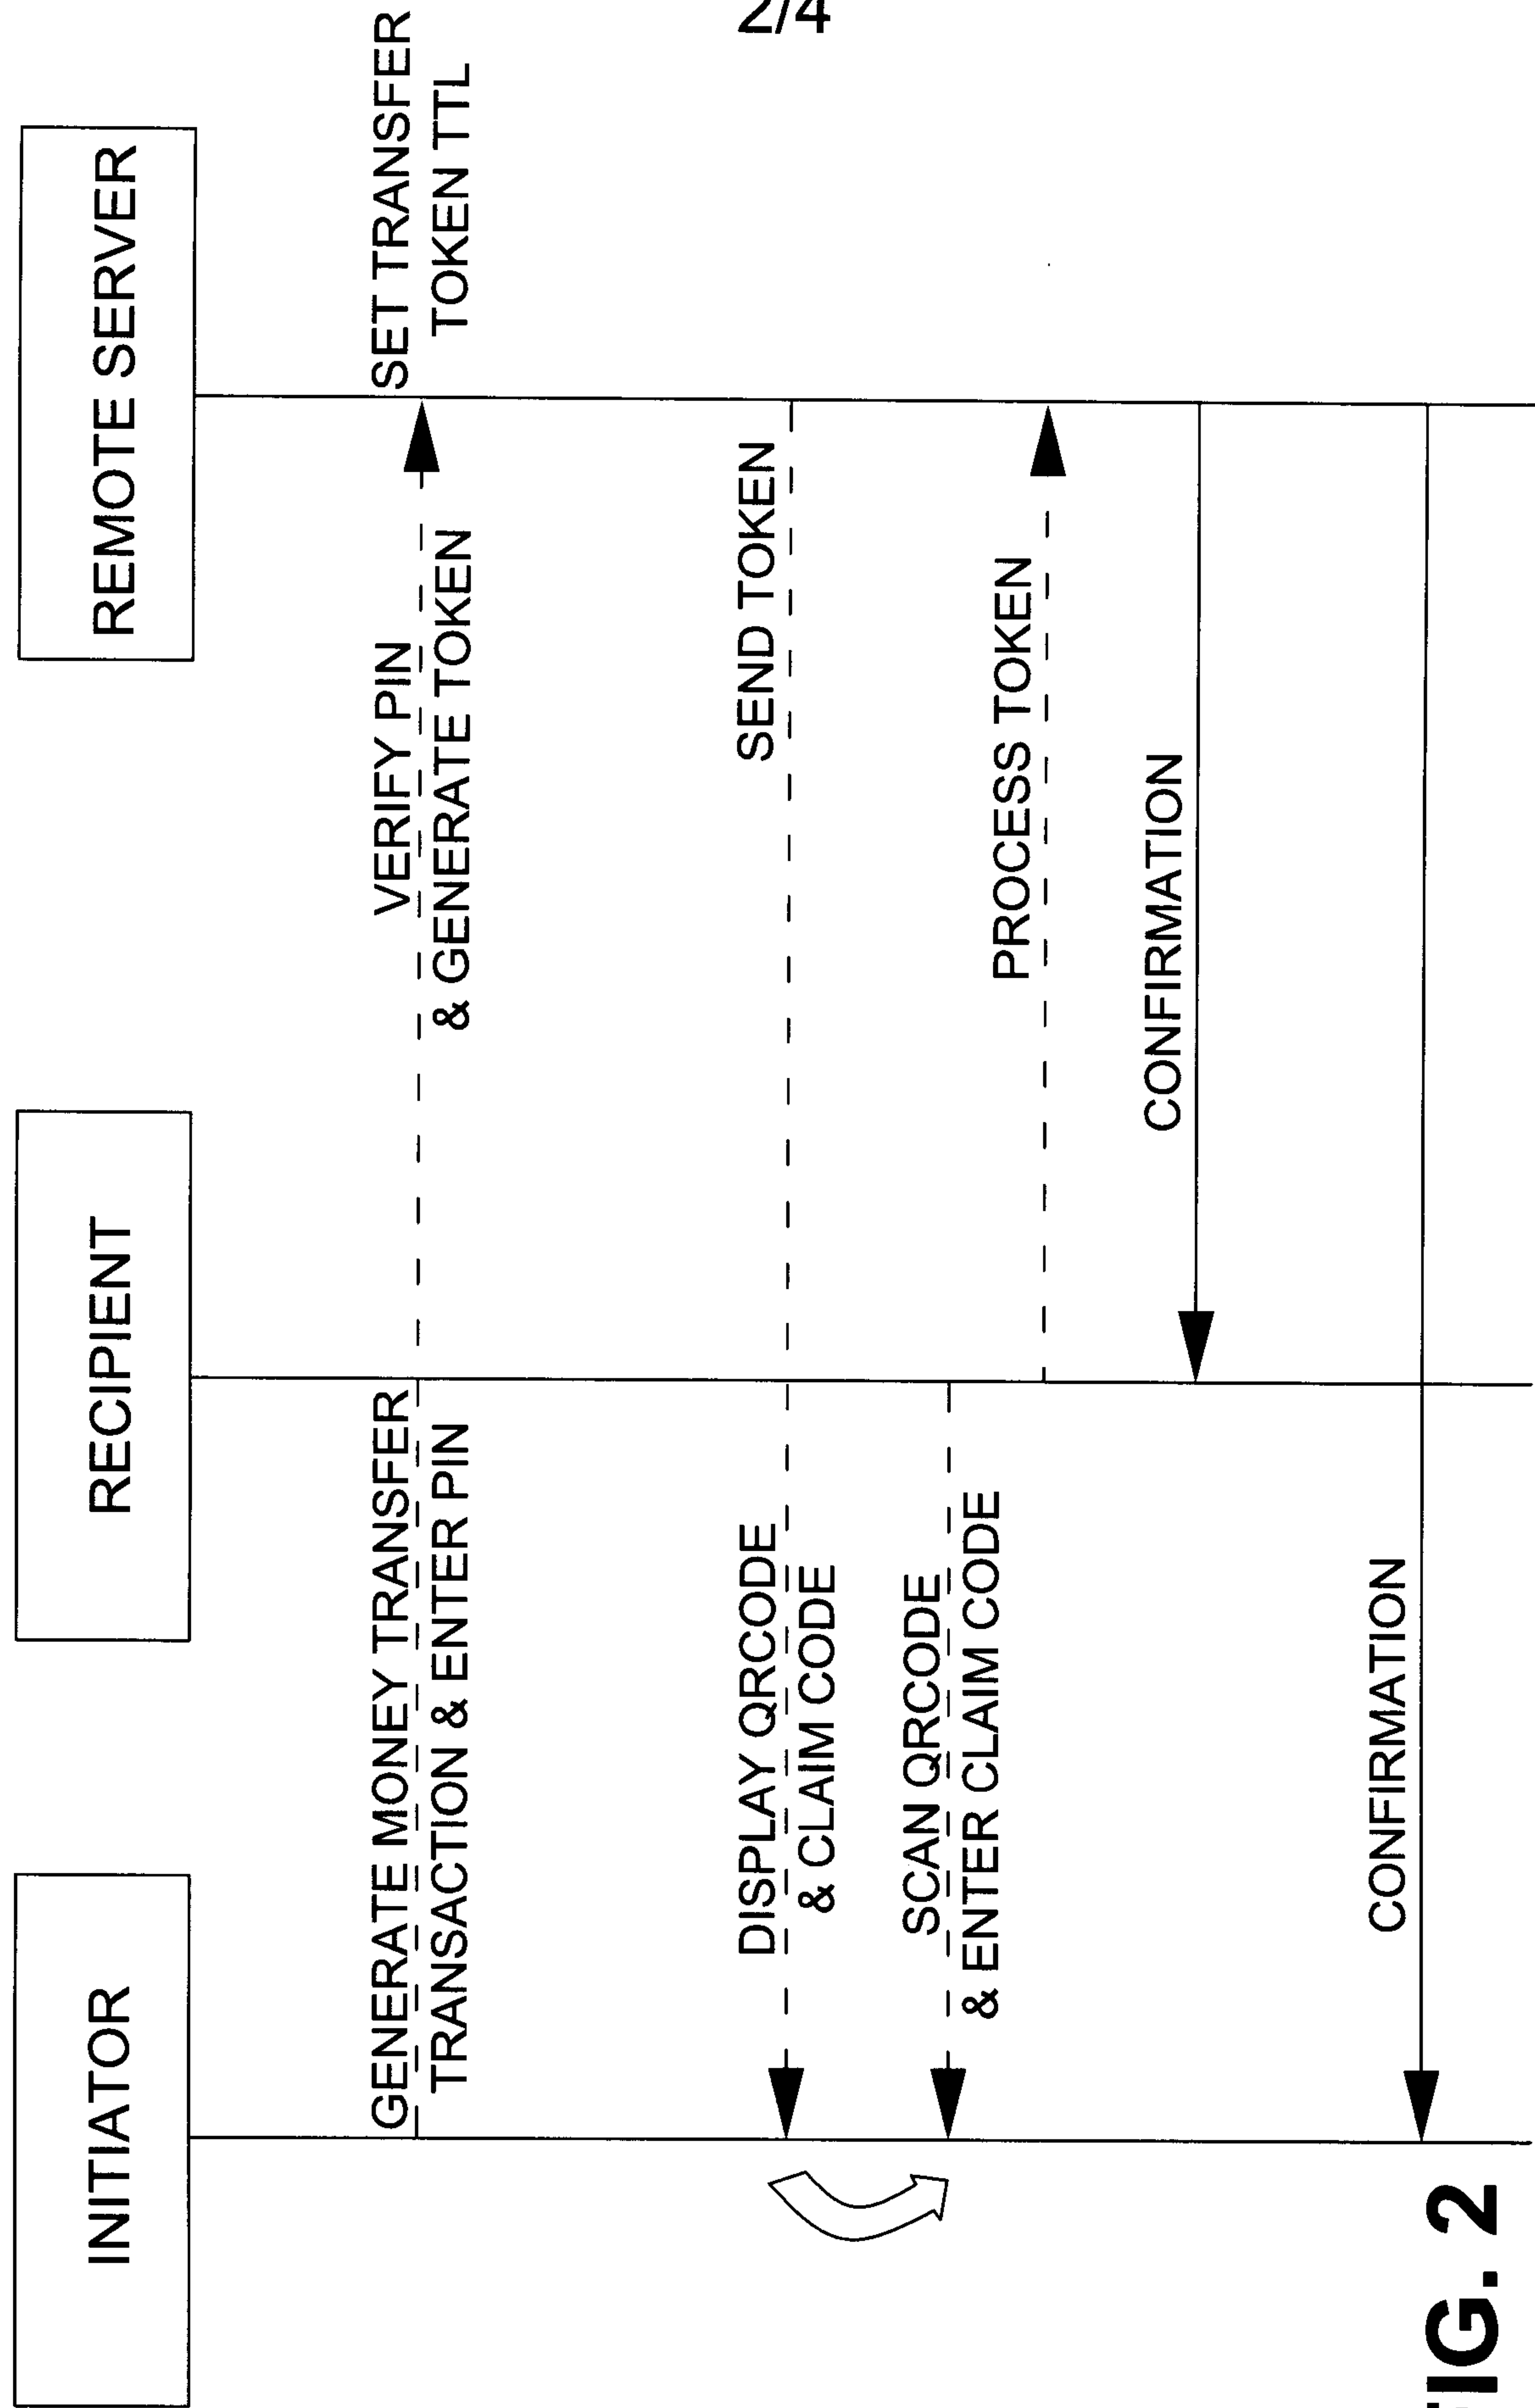 2/4
INITIATOR
RECIPIENT
REMOTE SERVER
GENERATE MONEY TRANSFER
TRANSACTION & ENTER PIN
VERIFY PIN
& GENERATE TOKEN
SET TRANSFER
TOKEN TTL
DISPLAY QRCODE
& CLAIM CODE
SEND TOKEN
SCAN QRCODE
& ENTER CLAIM CODE
PROCESS TOKEN
CONFIRMATION
CONFIRMATION
FIG. 2